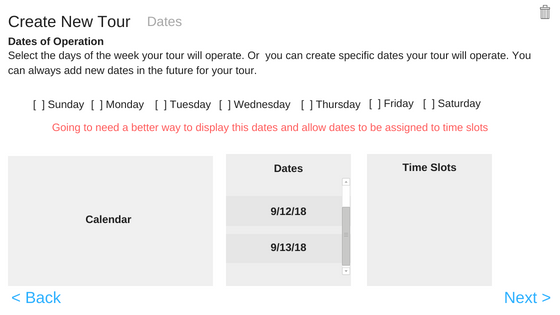 Create New Tour Dates
Dates of Operation
Select the days of the week your tour will operate. Or you can create specific dates your tour will operate. You
can always add new dates in the future for your tour.
[ ] Sunday [ ] Monday [ ] Tuesday [ ] Wednesday [ ] Thursday [ ] Friday [ ] Saturday
Going to need a better way to display this dates and allow dates to be assigned to time slots
Calendar
Dates
9/12/18
9/13/18
Time Slots
< Back
Next >